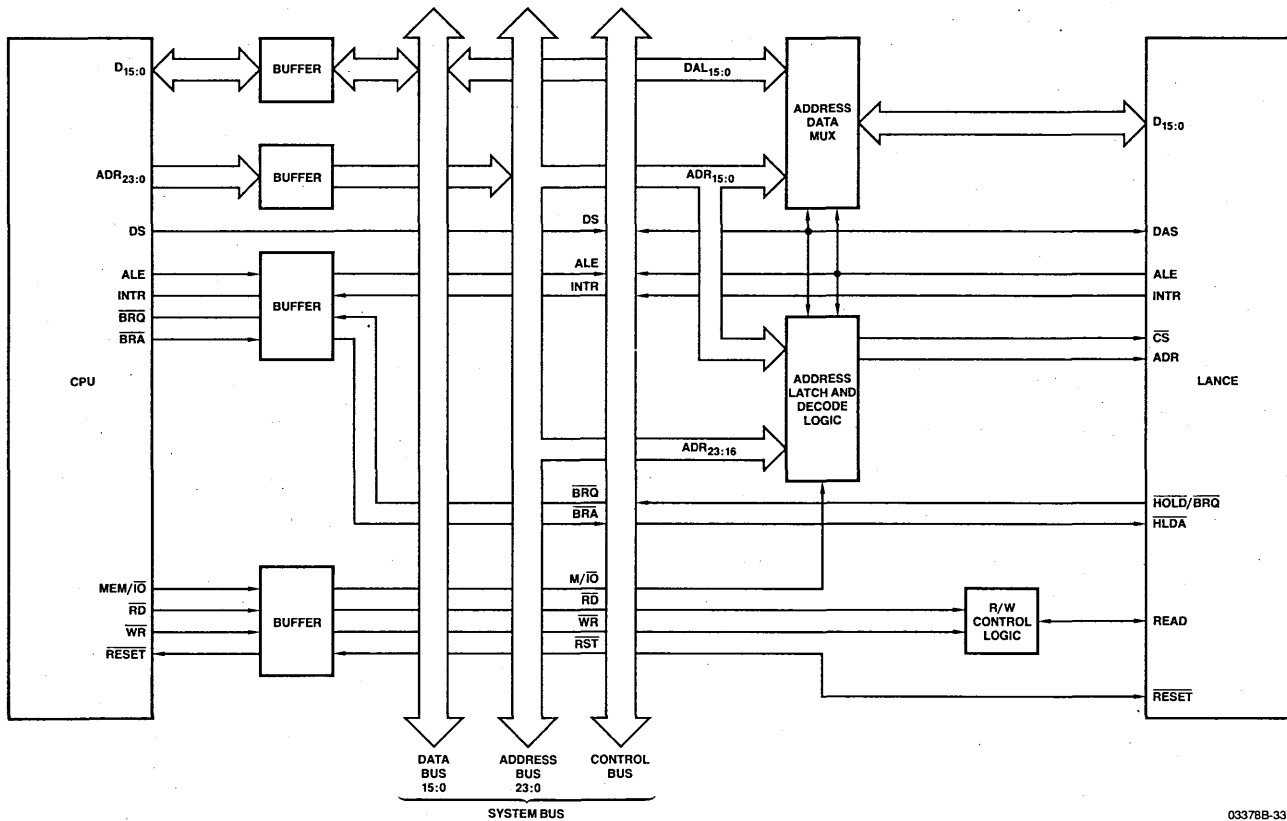 D15:0
BUFFER
DAL15:0
ADDRESS
DATA
MUX
D15:0
ADR23:0
BUFFER
ADR15:0
DS
DS
DAS
ALE
ALE
ALE
INTR
BUFFER
INTR
INTR
BRQ
BRA
CS
ADR
CPU
ADDRESS
LATCH AND
DECODE
LOGIC
LANCE
ADR23:16
BRQ
HOLD/BRQ
BRA
HLDA
MEM/IO
M/IO
RD
RD
BUFFER
R/W
CONTROL
LOGIC
READ
WR
WR
RESET
RST
RESET
DATA
BUS
15:0
ADDRESS
BUS
23:0
CONTROL
BUS
SYSTEM BUS
03378B-33